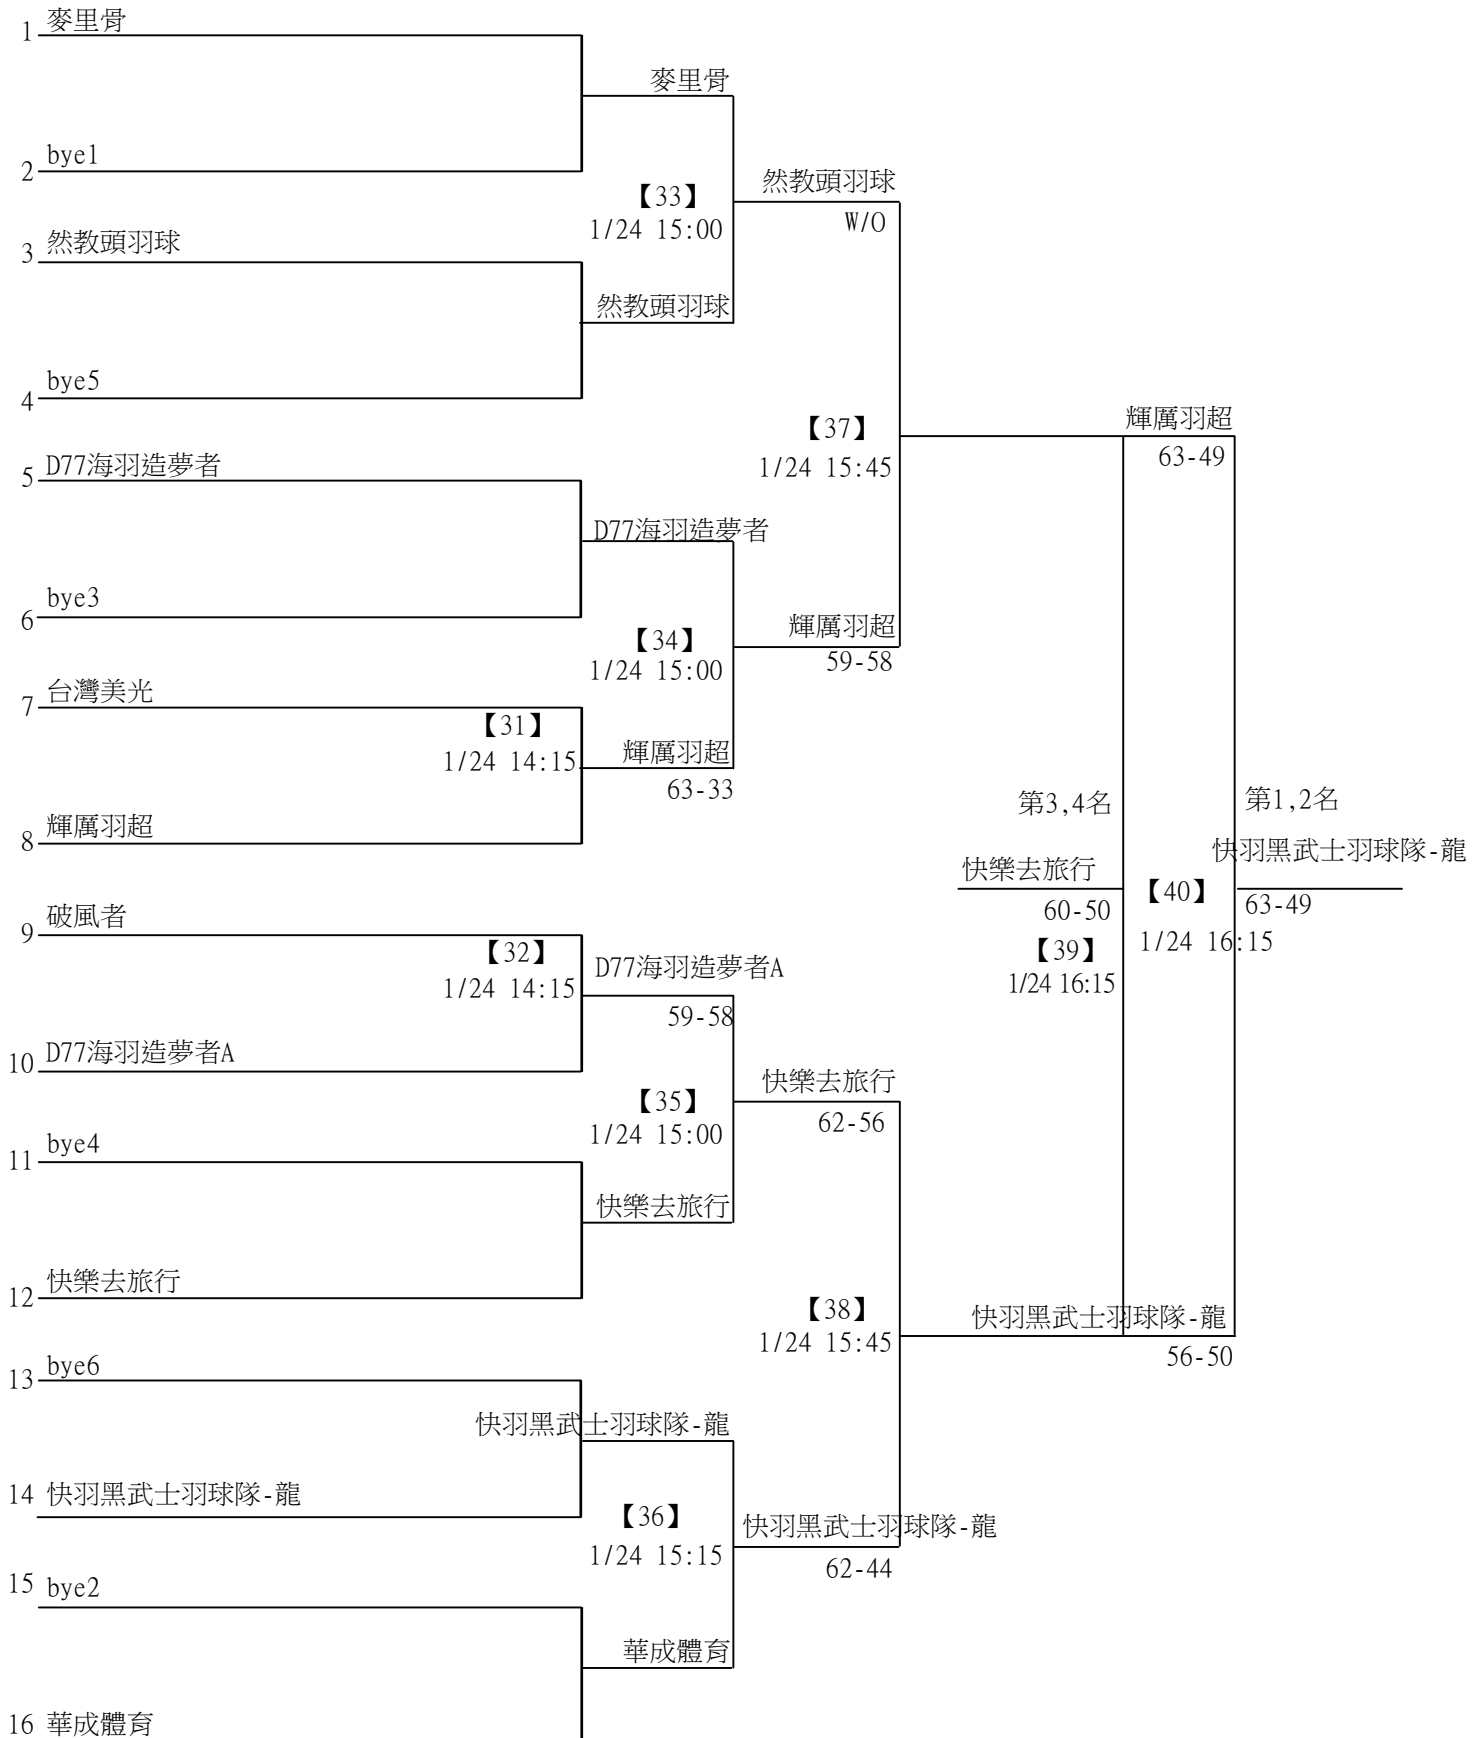 1 麥里骨
麥里骨
2 bye1
【33】
1/24 15:00
然教頭羽球
W/O
3 然教頭羽球
然教頭羽球
4 bye5
【37】
1/24 15:45
輝厲羽超
63-49
5 D77海羽造夢者
D77海羽造夢者
6 bye3
【34】
1/24 15:00
輝厲羽超
59-58
7 台灣美光
【31】
1/24 14:15
輝厲羽超
63-33
8 輝厲羽超
第3,4名
第1,2名
快樂去旅行
60-50
【39】
1/24 16:15
【40】
1/24 16:15
快羽黑武士羽球隊-龍
63-49
9 破風者
【32】
1/24 14:15
D77海羽造夢者A
59-58
10 D77海羽造夢者A
【35】
1/24 15:00
快樂去旅行
62-56
11 bye4
快樂去旅行
12 快樂去旅行
【38】
1/24 15:45
快羽黑武士羽球隊-龍
56-50
13 bye6
快羽黑武士羽球隊-龍
14 快羽黑武士羽球隊-龍
【36】
1/24 15:15
快羽黑武士羽球隊-龍
62-44
15 bye2
華成體育
16 華成體育